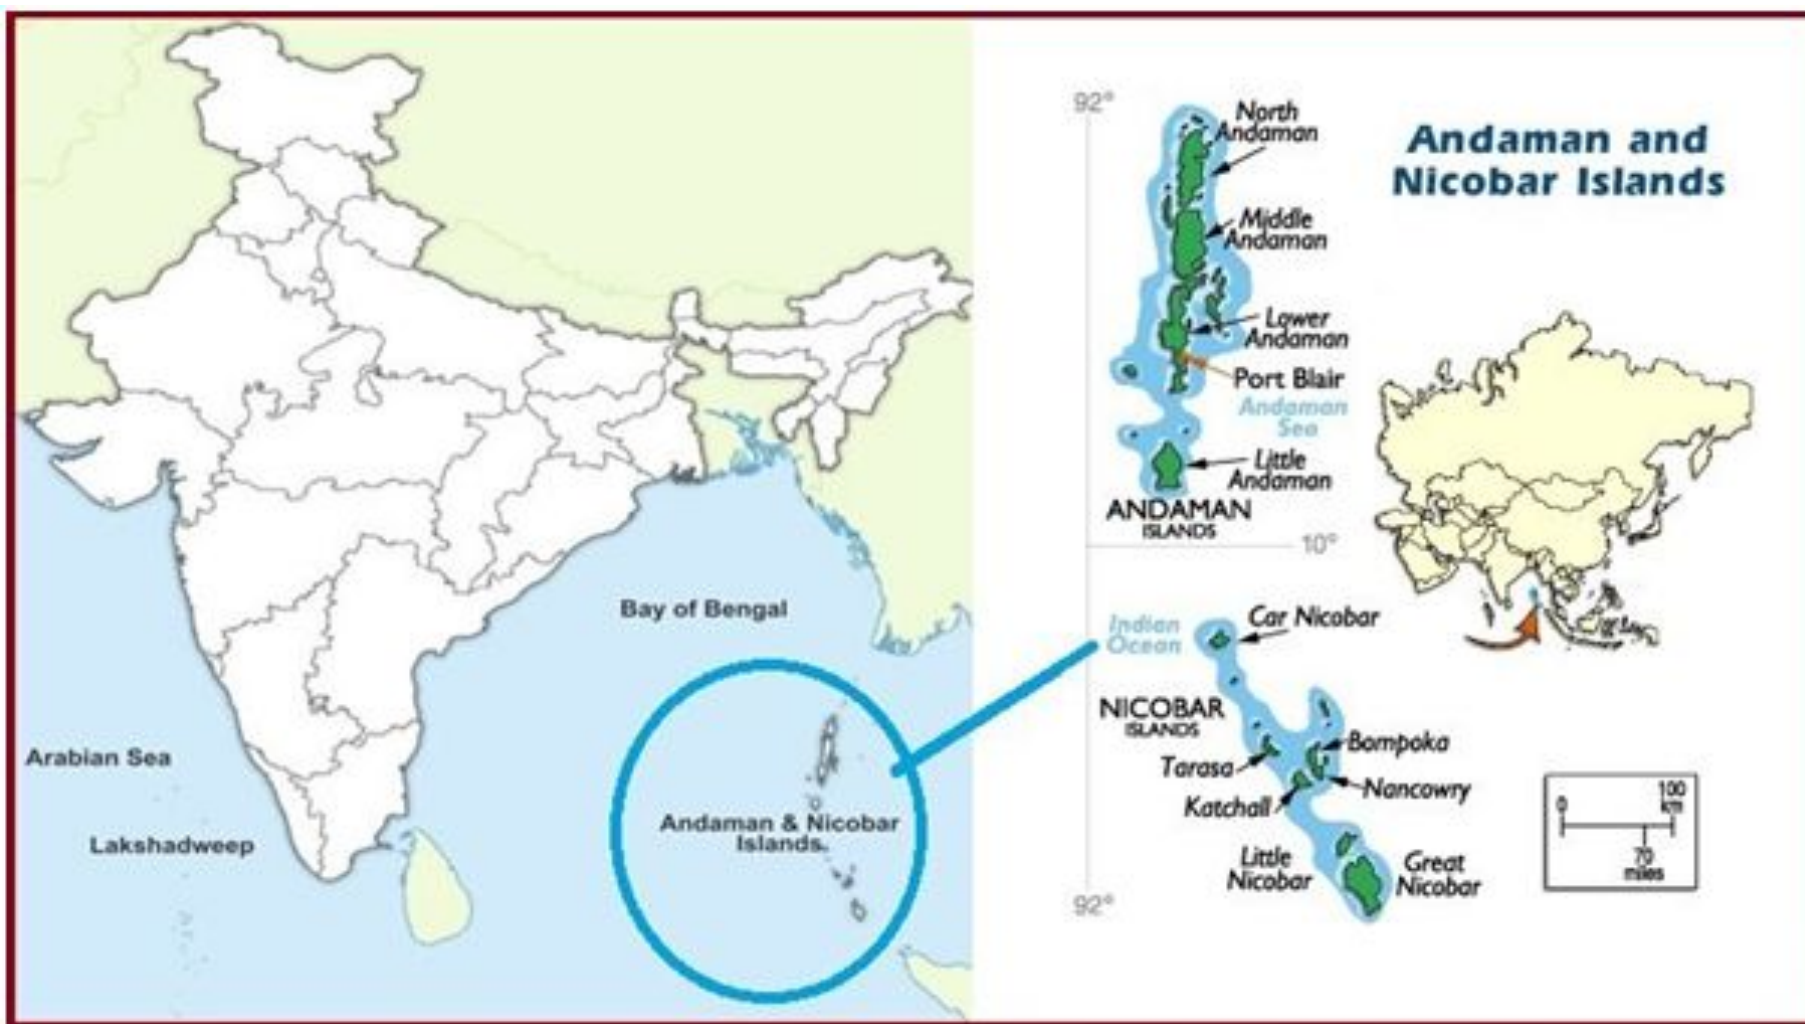 Bay of Bengal
Arabian Sea
Lakshadweep
Andaman & Nicobar
Islands.
Andaman and
Nicobar Islands
92°
North
Andaman
Middle
Andaman
Lower
Andaman
Port Blair
Andaman
Sea
Little
Andaman
ANDAMAN
ISLANDS
10°
Indian
Ocean
Car Nicobar
NICOBAR
ISLANDS
Tarasa
Bompoka
Katchall
Nancowry
Little
Nicobar
Great
Nicobar
92°
0
100
km
70
miles